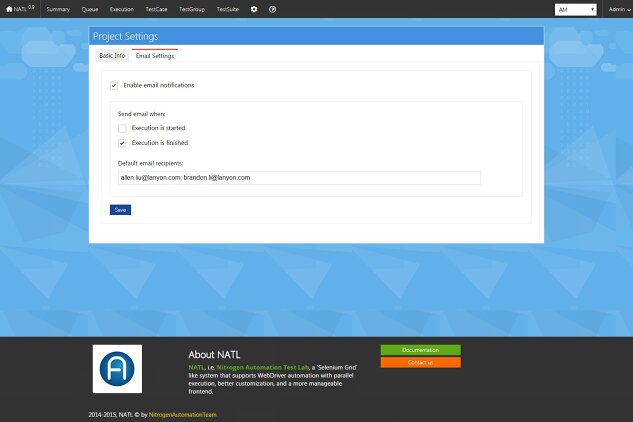 NATL 0.9 Summary Queue Execution TestCase TestGroup TestSuite AM Admin
Project Settings
Basic Info Email Settings
Enable email notifications
Send email when:
Execution is started
Execution is finished
Default email recipients:
allen.liu@lanyon.com; brandon.li@lanyon.com
Save
A
About NATL
NATL, i.e. Nitrogen Automation Test Lab, a 'Selenium Grid'
like system that supports WebDriver automation with parallel
execution, better customization, and a more manageable
frontend.
Documentation
Contact us
2014-2015, NATL © by NitrogenAutomationTeam